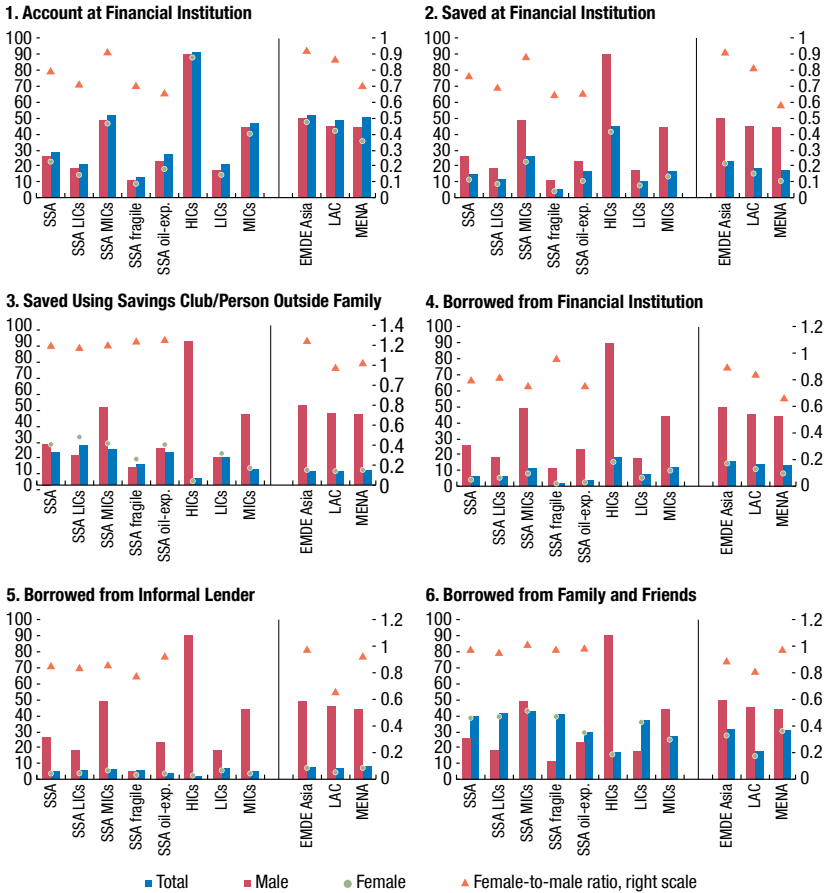 1. Account at Financial Institution
100
90
80
70
60
50
40
30
20
10
0
1
0.9
0.8
0.7
0.6
0.5
0.4
0.3
0.2
0.1
0
SSA
SSA LICs
SSA MICs
SSA fragile
SSA oil-exp.
HICs
LICs
MICs
EMDE Asia
LAC
MENA
2. Saved at Financial Institution
100
90
80
70
60
50
40
30
20
10
0
1
0.9
0.8
0.7
0.6
0.5
0.4
0.3
0.2
0.1
0
SSA
SSA LICs
SSA MICs
SSA fragile
SSA oil-exp.
HICs
LICs
MICs
EMDE Asia
LAC
MENA
3. Saved Using Savings Club/Person Outside Family
100
90
80
70
60
50
40
30
20
10
0
1.4
1.2
1
0.7
0.8
0.4
0.2
0
SSA
SSA LICs
SSA MICs
SSA fragile
SSA oil-exp.
HICs
LICs
MICs
EMDE Asia
LAC
MENA
4. Borrowed from Financial Institution
100
90
80
70
60
50
40
30
20
10
0
1.2
1
0.8
0.6
0.4
0.2
0
SSA
SSA LICs
SSA MICs
SSA fragile
SSA oil-exp.
HICs
LICs
MICs
EMDE Asia
LAC
MENA
5. Borrowed from Informal Lender
100
90
80
70
60
50
40
30
20
10
0
1.2
1
0.8
0.6
0.4
0.2
0
SSA
SSA LICs
SSA MICs
SSA fragile
SSA oil-exp.
HICs
LICs
MICs
EMDE Asia
LAC
MENA
6. Borrowed from Family and Friends
100
90
80
70
60
50
40
30
20
10
0
1.2
1
0.8
0.6
0.4
0.2
0
SSA
SSA LICs
SSA MICs
SSA fragile
SSA oil-exp.
HICs
LICs
MICs
EMDE Asia
LAC
MENA
Total Male Female Female-to-male ratio, right scale